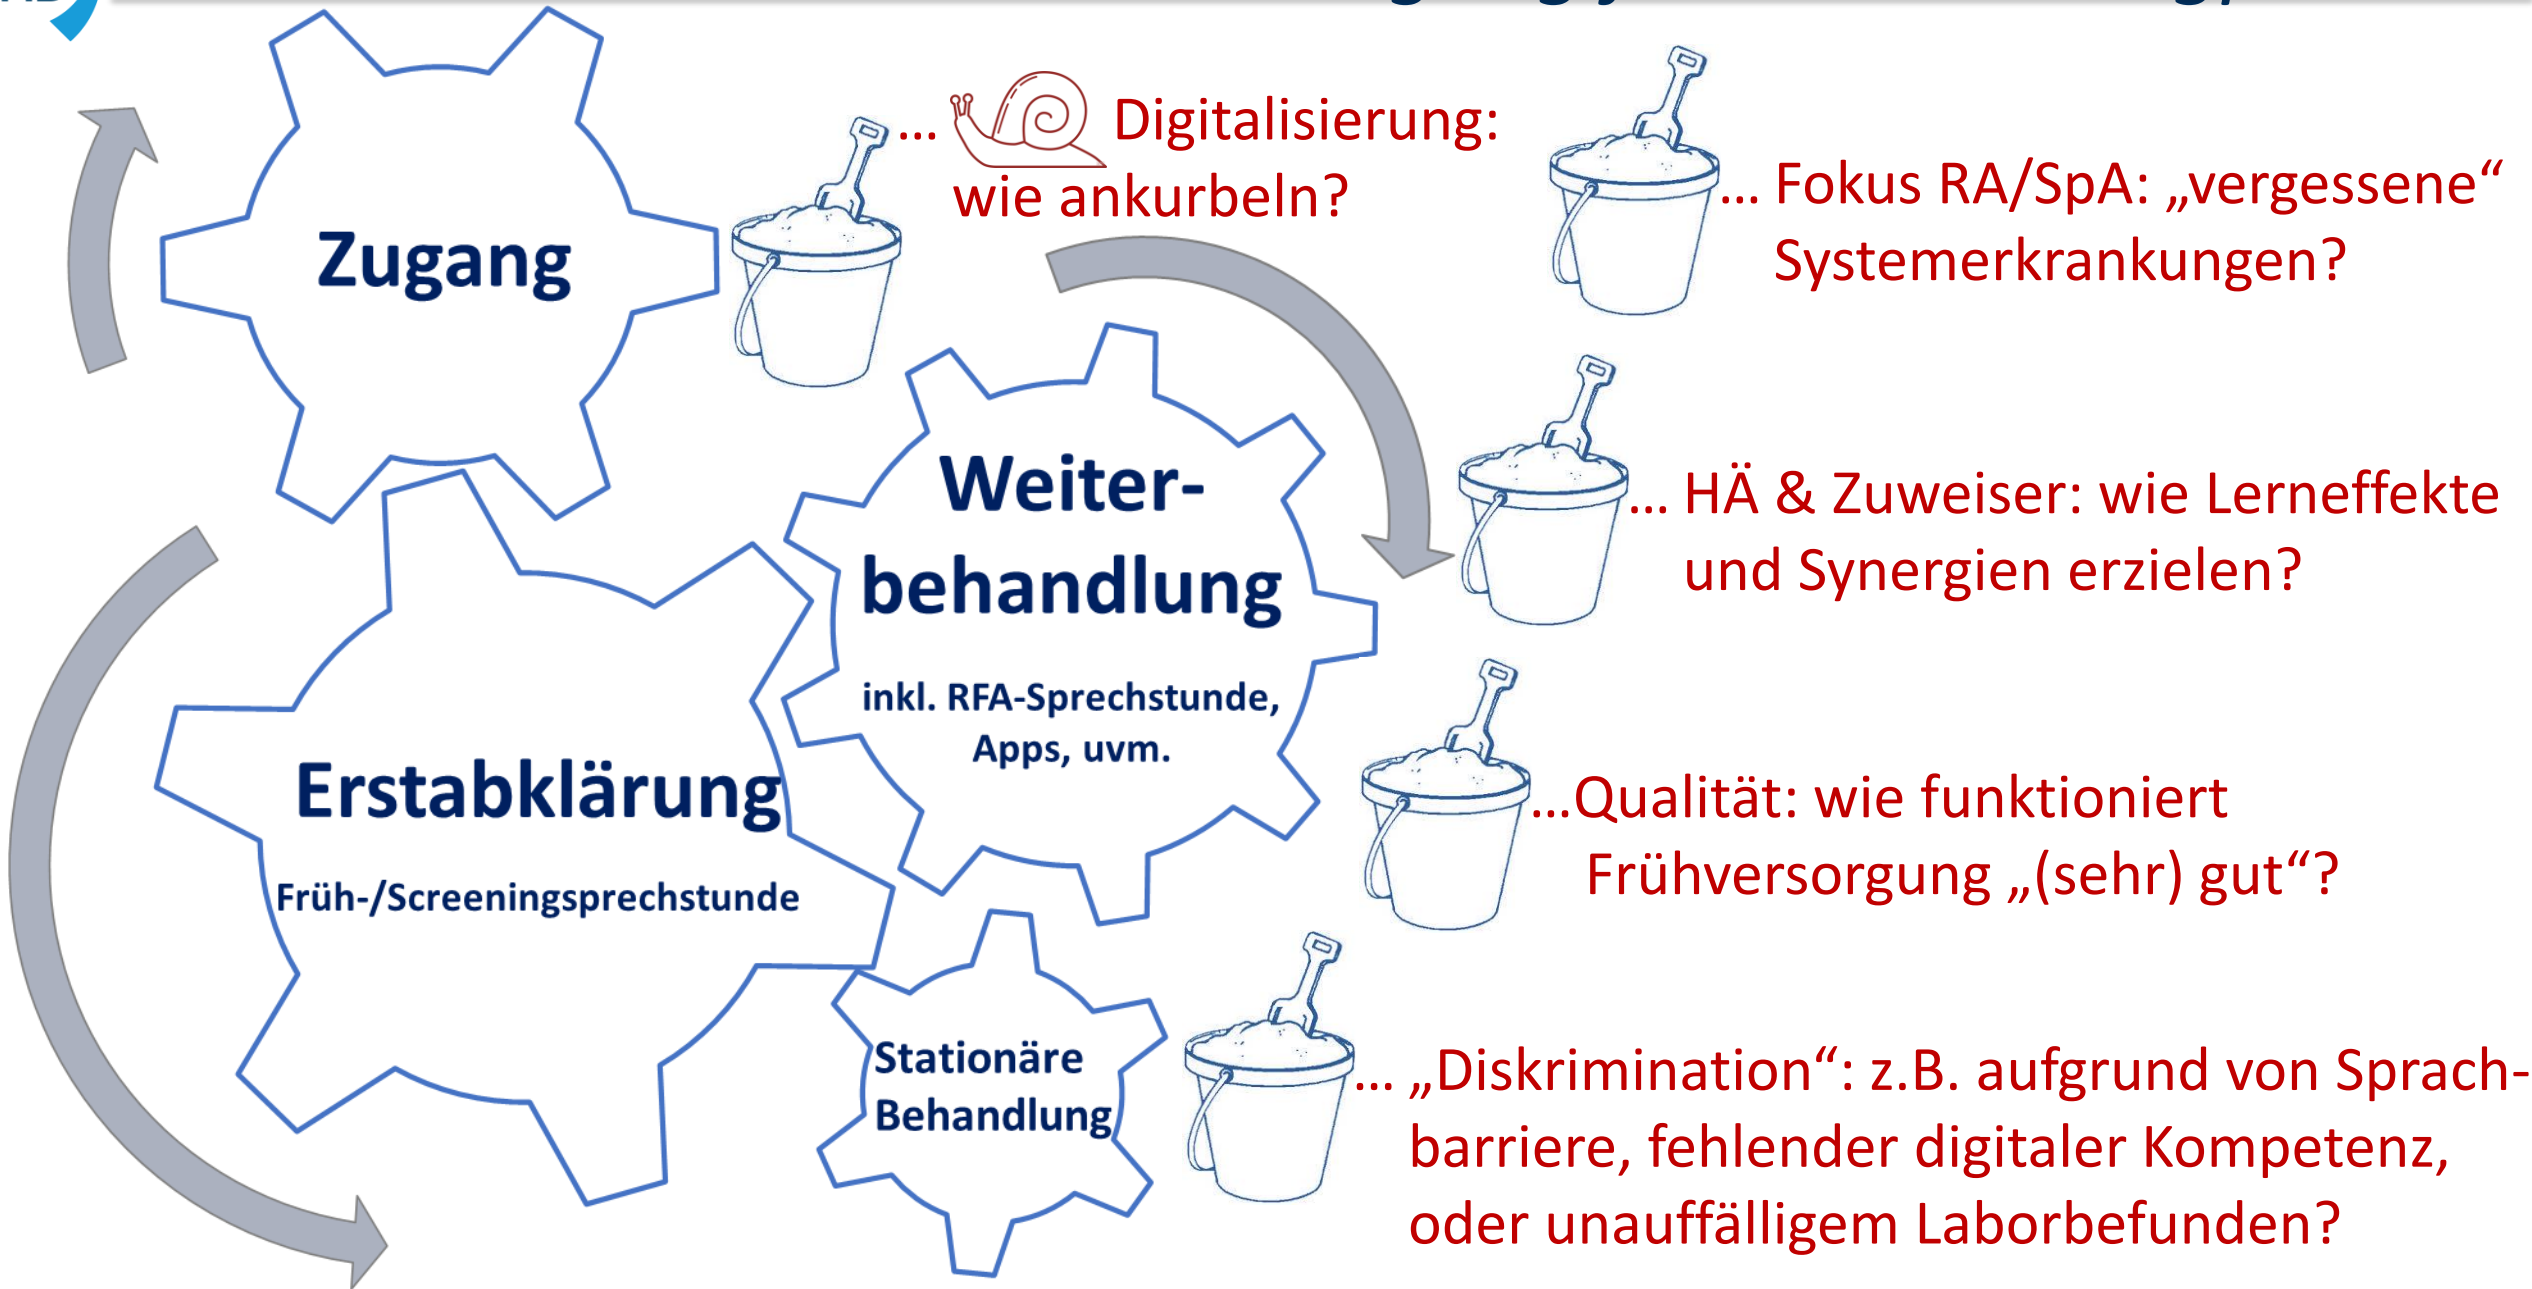 Zugang
... Digitalisierung:
wie ankurbeln?
... Fokus RA/SpA: „vergessene“
Systemerkrankungen?
Weiter-
behandlung
inkl. RFA-Sprechstunde,
Apps, uvm.
... HÄ & Zuweiser: wie Lerneffekte
und Synergien erzielen?
Erstabklärung
Früh-/Screeningsprechstunde
...Qualität: wie funktioniert
Frühversorgung „(sehr) gut“?
Stationäre
Behandlung
... „Diskrimination“: z.B. aufgrund von Sprach-
barriere, fehlender digitaler Kompetenz,
oder unauffälligem Laborbefunden?